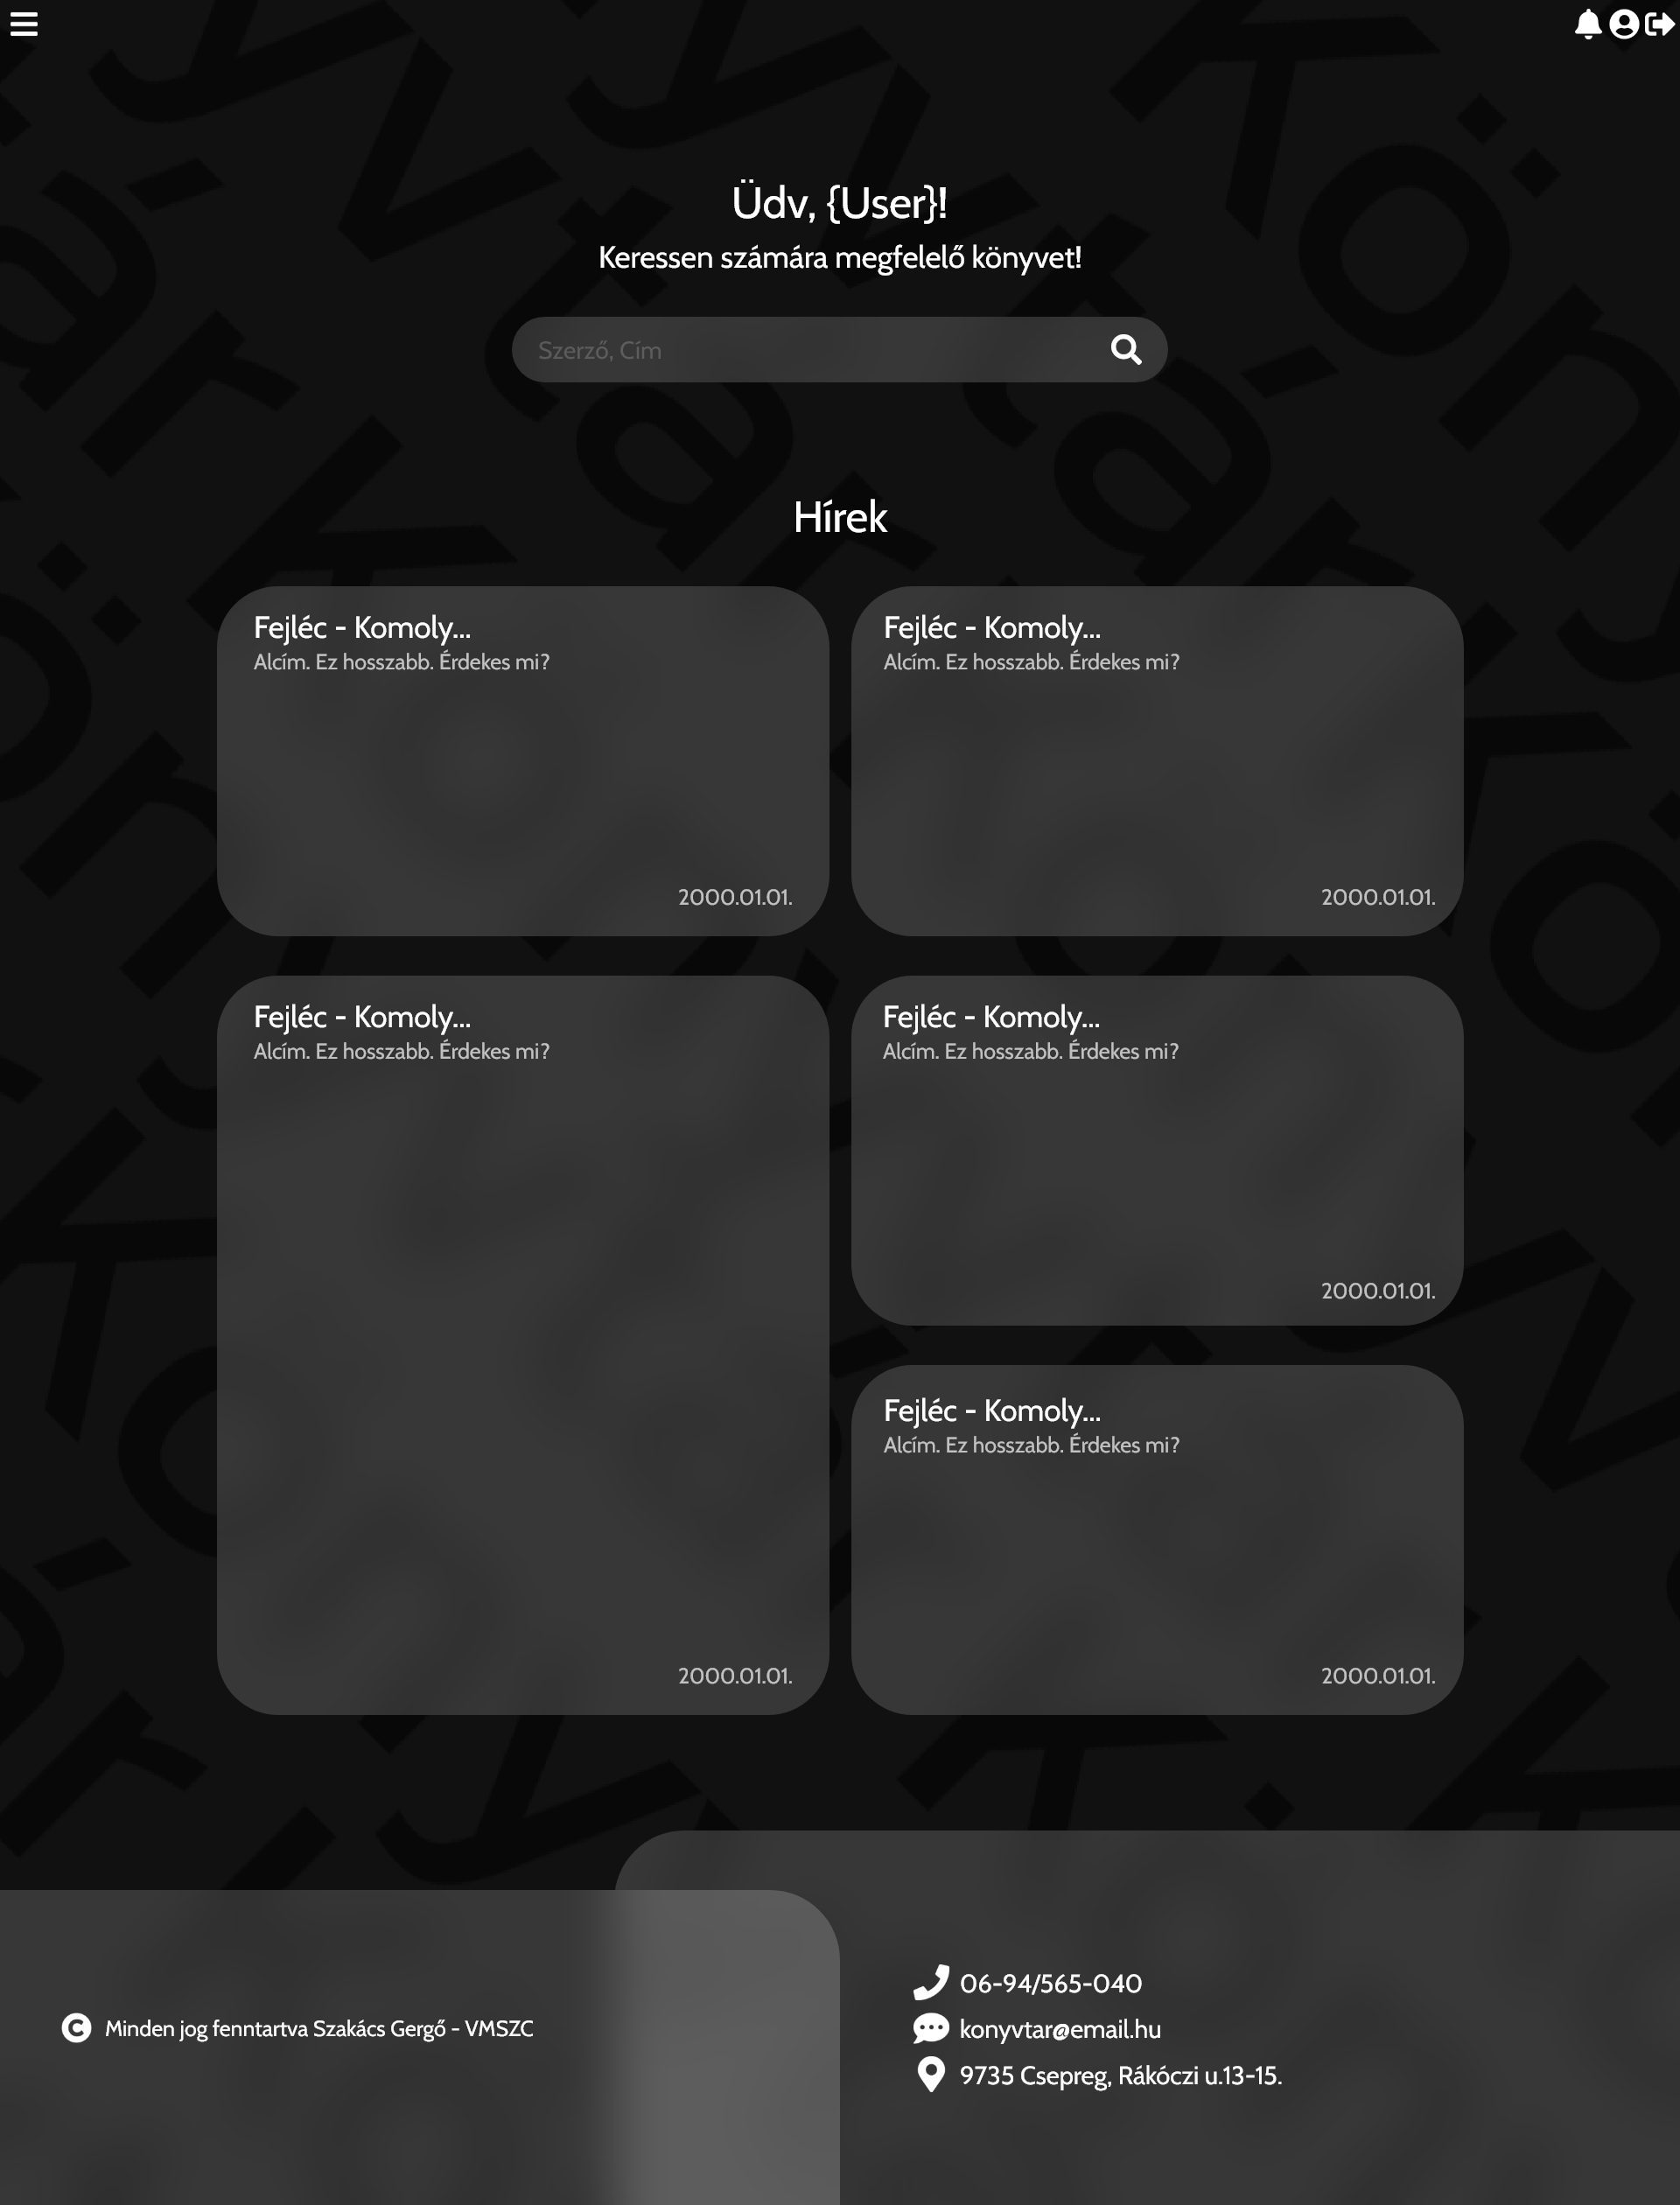 Üdv, {User}!
Keressen számára megfelelő könyvet!
Szerző, Cím
Hírek
Fejléc - Komoly...
Alcím. Ez hosszabb. Érdekes mi?
2000.01.01.
Fejléc - Komoly...
Alcím. Ez hosszabb. Érdekes mi?
2000.01.01.
Fejléc - Komoly...
Alcím. Ez hosszabb. Érdekes mi?
2000.01.01.
Fejléc - Komoly...
Alcím. Ez hosszabb. Érdekes mi?
2000.01.01.
Fejléc - Komoly...
Alcím. Ez hosszabb. Érdekes mi?
2000.01.01.
Minden jog fenntartva Szakács Gergő - VMSZC
06-94/565-040
konyvtar@email.hu
9735 Csepreg, Rákóczi u.13-15.